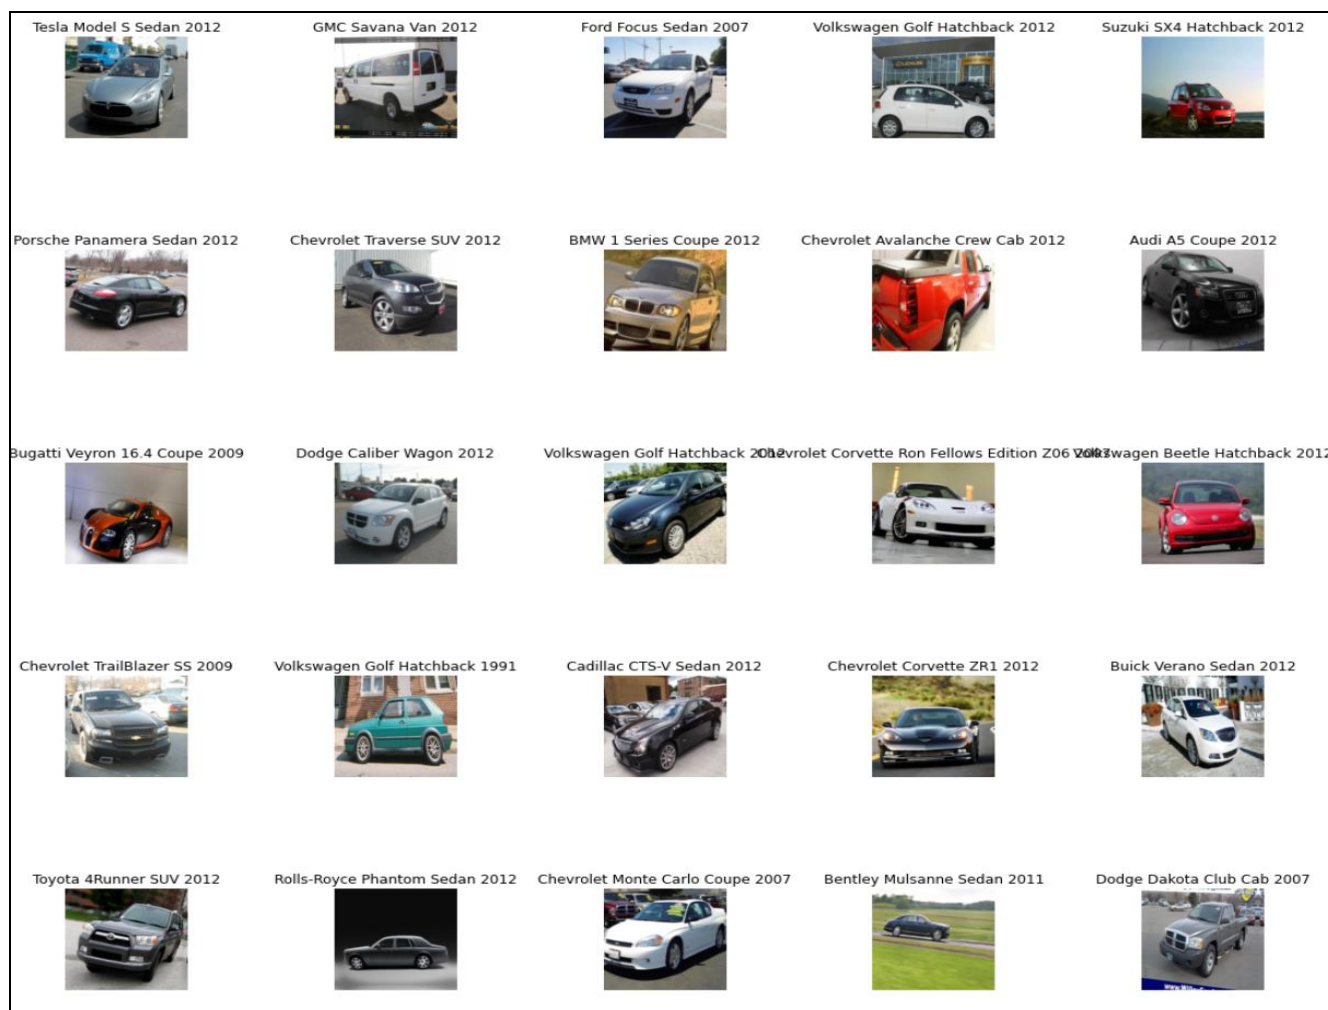 Tesla Model S Sedan 2012
GMC Savana Van 2012
Ford Focus Sedan 2007
Volkswagen Golf Hatchback 2012
Suzuki SX4 Hatchback 2012
Porsche Panamera Sedan 2012
Chevrolet Traverse SUV 2012
BMW 1 Series Coupe 2012
Chevrolet Avalanche Crew Cab 2012
Audi A5 Coupe 2012
Bugatti Veyron 16.4 Coupe 2009
Dodge Caliber Wagon 2012
Volkswagen Golf Hatchback 2012
Chevrolet Corvette Ron Fellows Edition Z06 2007
Volkswagen Beetle Hatchback 2012
Chevrolet TrailBlazer SS 2009
Volkswagen Golf Hatchback 1991
Cadillac CTS-V Sedan 2012
Chevrolet Corvette ZR1 2012
Buick Verano Sedan 2012
Toyota 4Runner SUV 2012
Rolls-Royce Phantom Sedan 2012
Chevrolet Monte Carlo Coupe 2007
Bentley Mulsanne Sedan 2011
Dodge Dakota Club Cab 2007